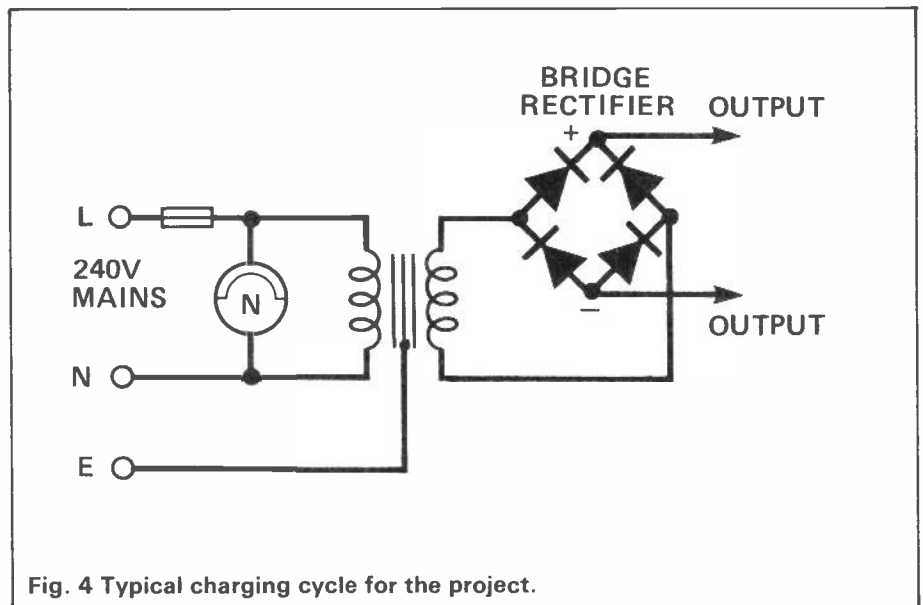 BRIDGE
RECTIFIER
OUTPUT
+
L
240V
MAINS
N
N
–
OUTPUT
E
Fig. 4 Typical charging cycle for the project.